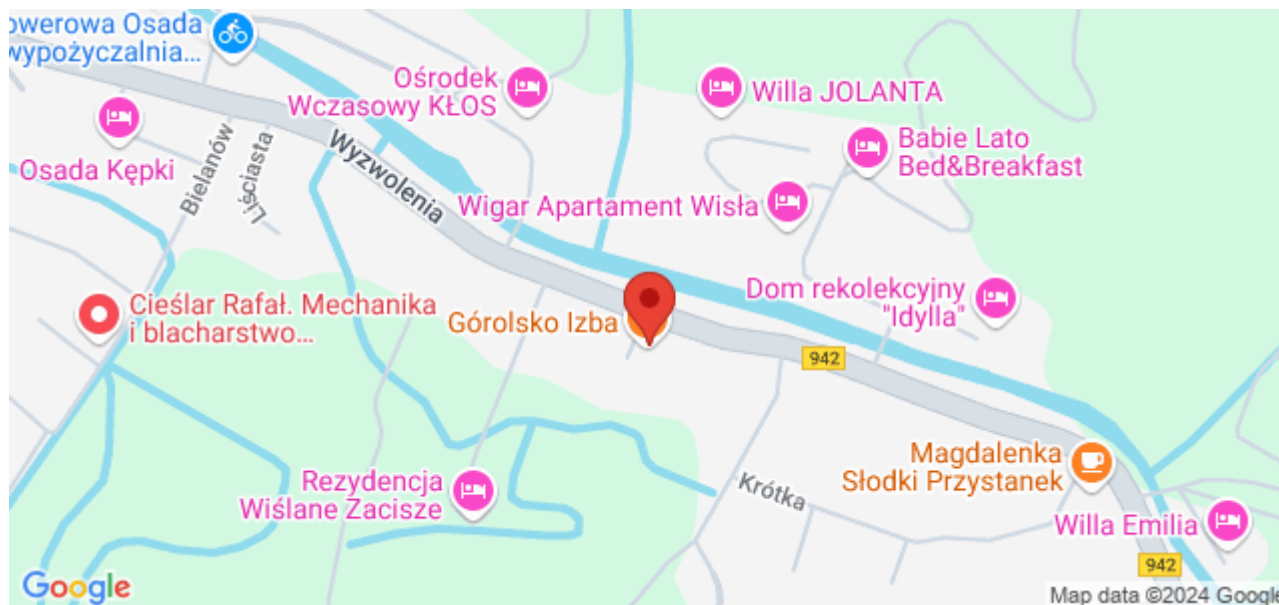 owerowa Osada
wypożyczalnia...
Ośrodek
Wczasowy KŁOS
Willa JOLANTA
Babie Lato
Bed&Breakfast
Osada Kępki
Bielanów
Liściasta
Wyzwolenia
Wigar Apartament Wisła
Dom rekolekcyjny
"Idylla"
Cieślar Rafał. Mechanika
i blacharstwo...
Górolsko Izba
942
Magdalenka
Słodki Przystanek
Rezydencja
Wiślane Zacisze
Krótka
Willa Emilia
942
Google
Map data ©2024 Google